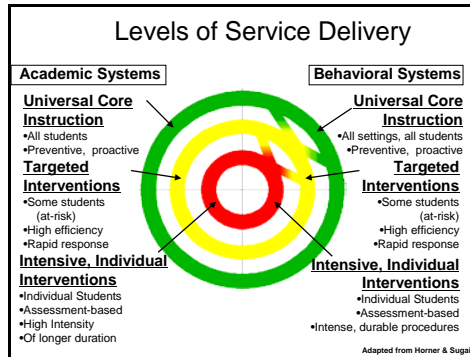 Levels of Service Delivery
Academic Systems
Universal Core
Instruction
•All students
•Preventive, proactive
Targeted
Interventions
•Some students
(at-risk)
•High efficiency
•Rapid response
Intensive, Individual
Interventions
•Individual Students
•Assessment-based
•High Intensity
•Of longer duration
Behavioral Systems
Universal Core
Instruction
•All settings, all students
•Preventive, proactive
Targeted
Interventions
•Some students
(at-risk)
•High efficiency
•Rapid response
Intensive, Individual
Interventions
•Individual Students
•Assessment-based
•Intense, durable procedures
Adapted from Horner & Sugai